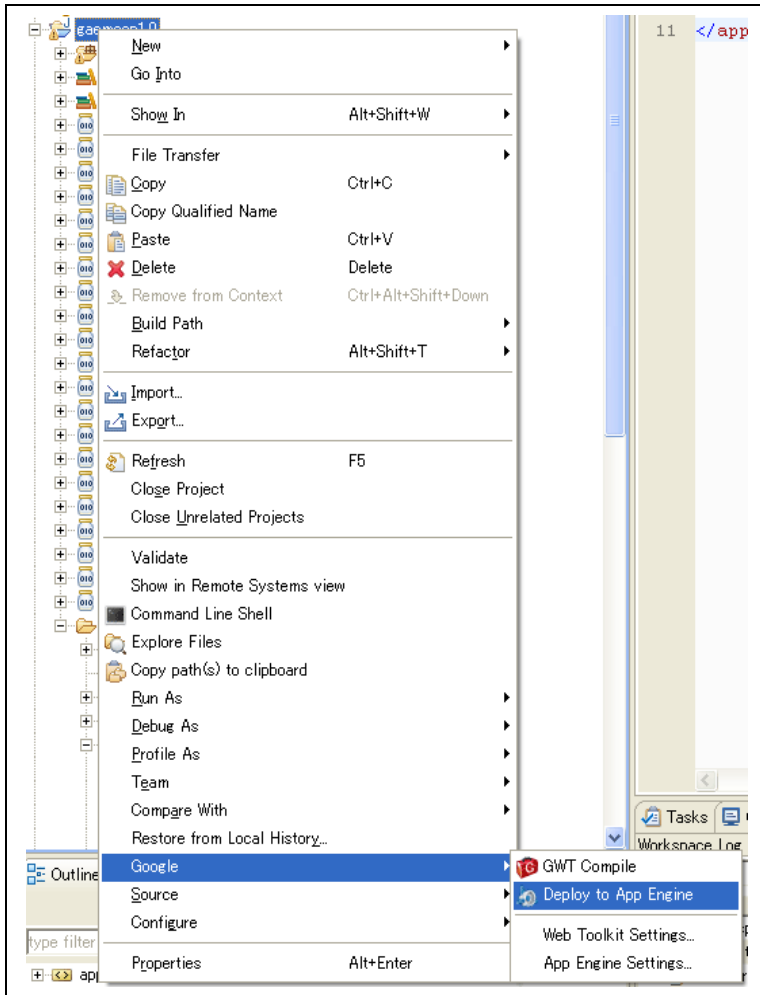 gaemoon10
11 </app
New
Go Into
Show In Alt+Shift+W
File Transfer
Copy Ctrl+C
Copy Qualified Name
Paste Ctrl+V
Delete Delete
Remove from Context Ctrl+Alt+Shift+Down
Build Path
Refactor Alt+Shift+T
Import...
Export...
Refresh F5
Close Project
Close Unrelated Projects
Validate
Show in Remote Systems view
Command Line Shell
Explore Files
Copy path(s) to clipboard
Run As
Debug As
Profile As
Team
Compare With
Restore from Local History...
Google
Source
Configure
Properties Alt+Enter
Tasks
Workspace Log
GWT Compile
Deploy to App Engine
Web Toolkit Settings...
App Engine Settings...
Outline
type filter
app